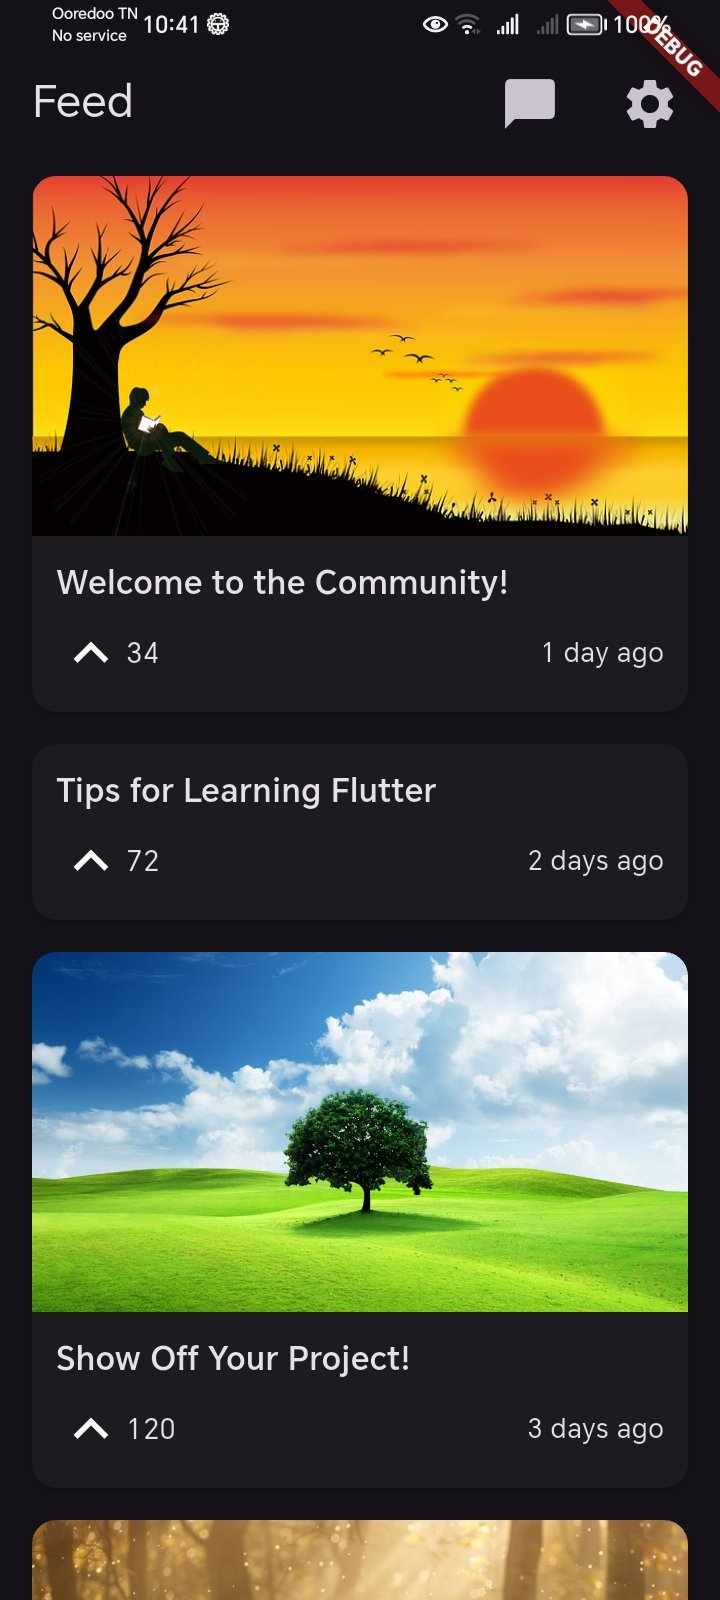 Ooredoo TN
No service
10:41
100%
DEBUG
Feed
Welcome to the Community!
34
1 day ago
Tips for Learning Flutter
72
2 days ago
Show Off Your Project!
120
3 days ago